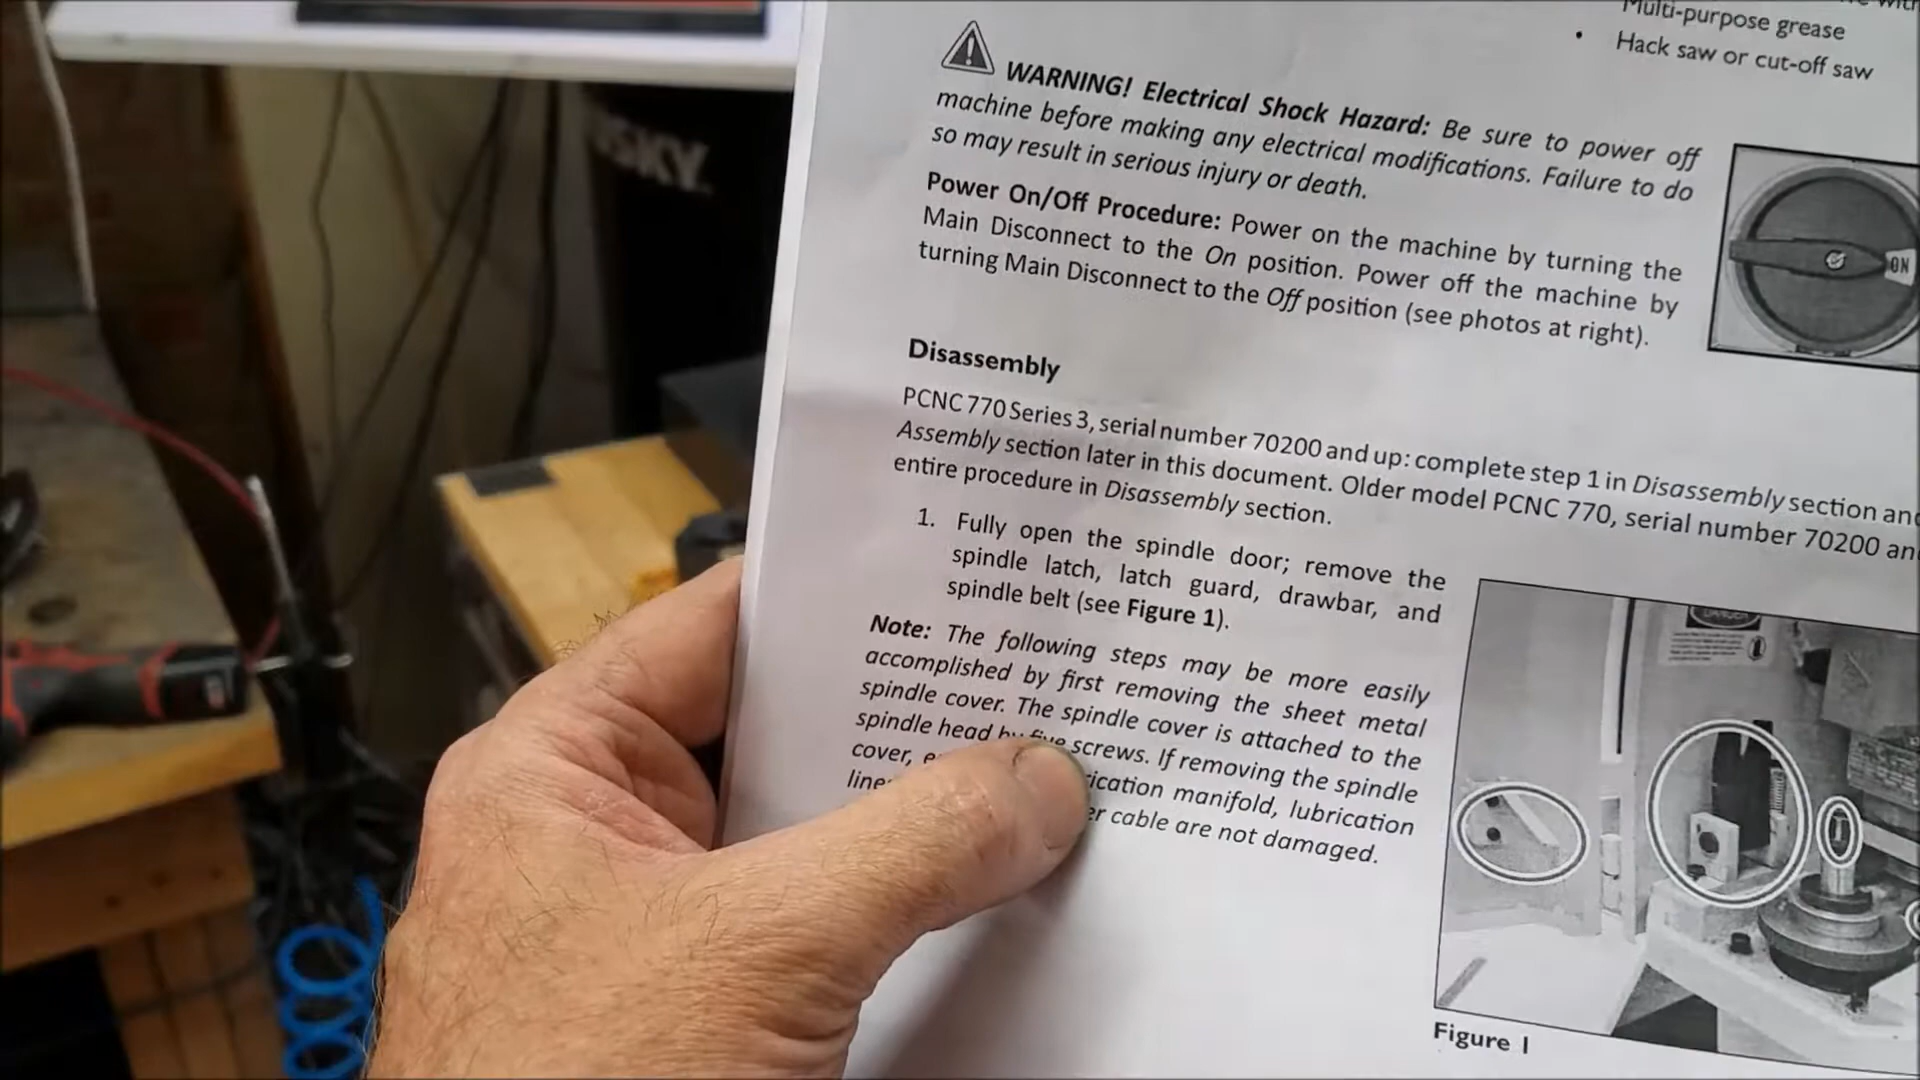 Multi-purpose grease
• Hack saw or cut-off saw
WARNING! Electrical Shock Hazard: Be sure to power off
machine before making any electrical modifications. Failure to do
so may result in serious injury or death.
Power On/Off Procedure: Power on the machine by turning the
Main Disconnect to the On position. Power off the machine by
turning Main Disconnect to the Off position (see photos at right).
ON
Disassembly
PCNC 770 Series 3, serial number 70200 and up: complete step 1 in Disassembly section and
Assembly section later in this document. Older model PCNC 770, serial number 70200 an
entire procedure in Disassembly section.
1. Fully open the spindle door; remove the
spindle latch, latch guard, drawbar, and
spindle belt (see Figure 1).
Note: The following steps may be more easily
accomplished by first removing the sheet metal
spindle cover. The spindle cover is attached to the
spindle head by five screws. If removing the spindle
cover, rication manifold, lubrication
line er cable are not damaged.
Figure 1